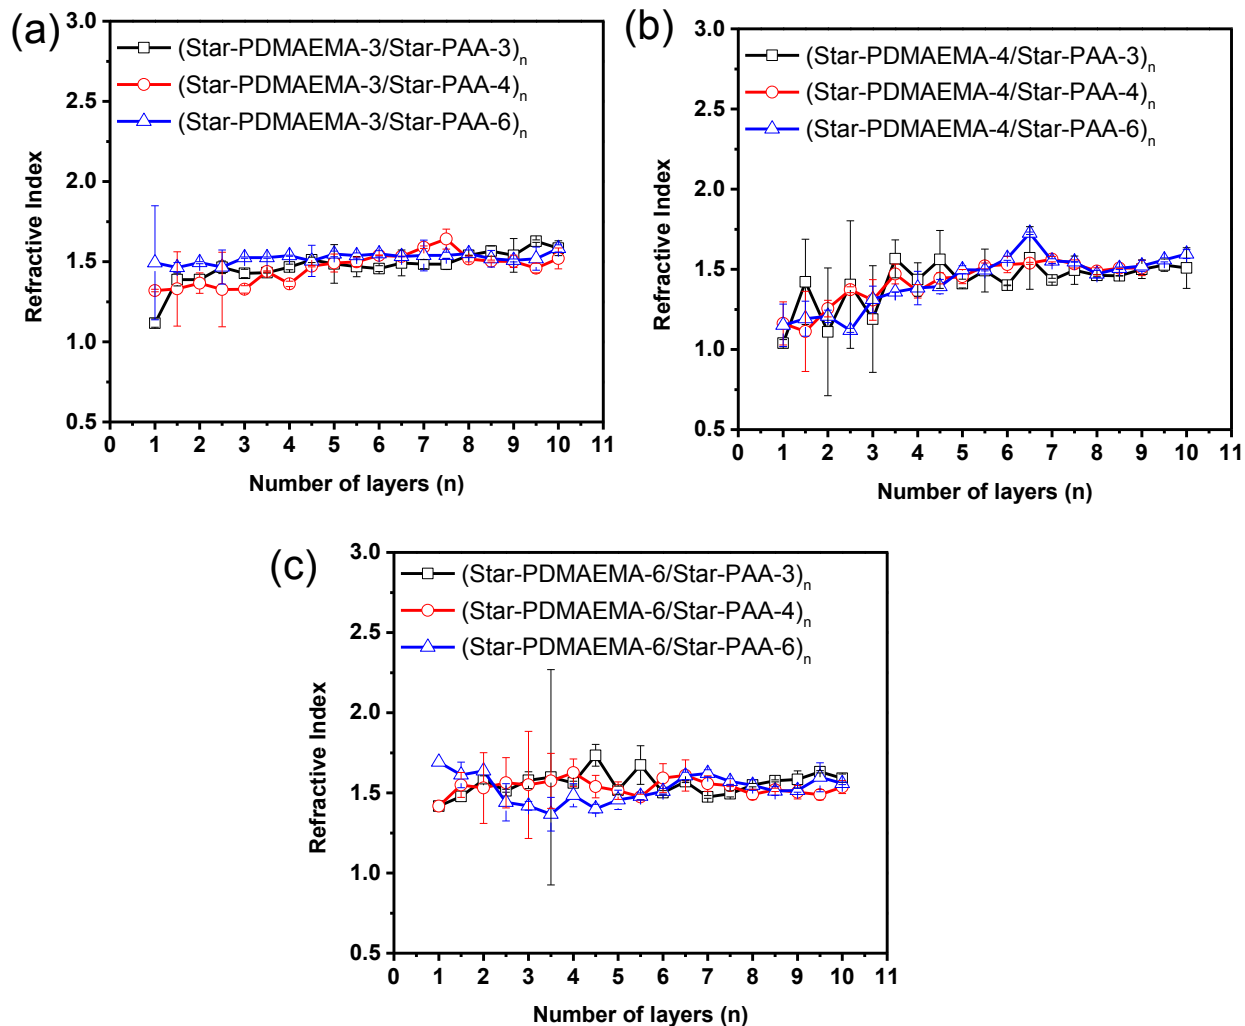 (a)
(Star-PDMAEMA-3/Star-PAA-3)n
(Star-PDMAEMA-3/Star-PAA-4)n
(Star-PDMAEMA-3/Star-PAA-6)n
3.0
2.5
2.0
1.5
1.0
0.5
Refractive Index
0 1 2 3 4 5 6 7 8 9 10 11
Number of layers (n)
(b)
(Star-PDMAEMA-4/Star-PAA-3)n
(Star-PDMAEMA-4/Star-PAA-4)n
(Star-PDMAEMA-4/Star-PAA-6)n
3.0
2.5
2.0
1.5
1.0
0.5
Refractive Index
0 1 2 3 4 5 6 7 8 9 10 11
Number of layers (n)
(c)
(Star-PDMAEMA-6/Star-PAA-3)n
(Star-PDMAEMA-6/Star-PAA-4)n
(Star-PDMAEMA-6/Star-PAA-6)n
3.0
2.5
2.0
1.5
1.0
0.5
Refractive Index
0 1 2 3 4 5 6 7 8 9 10 11
Number of layers (n)